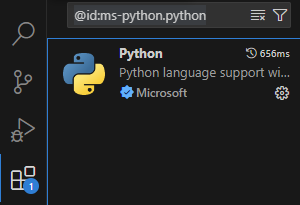 @id:ms-python.python
Python 656ms
Python language support wi...
Microsoft
1